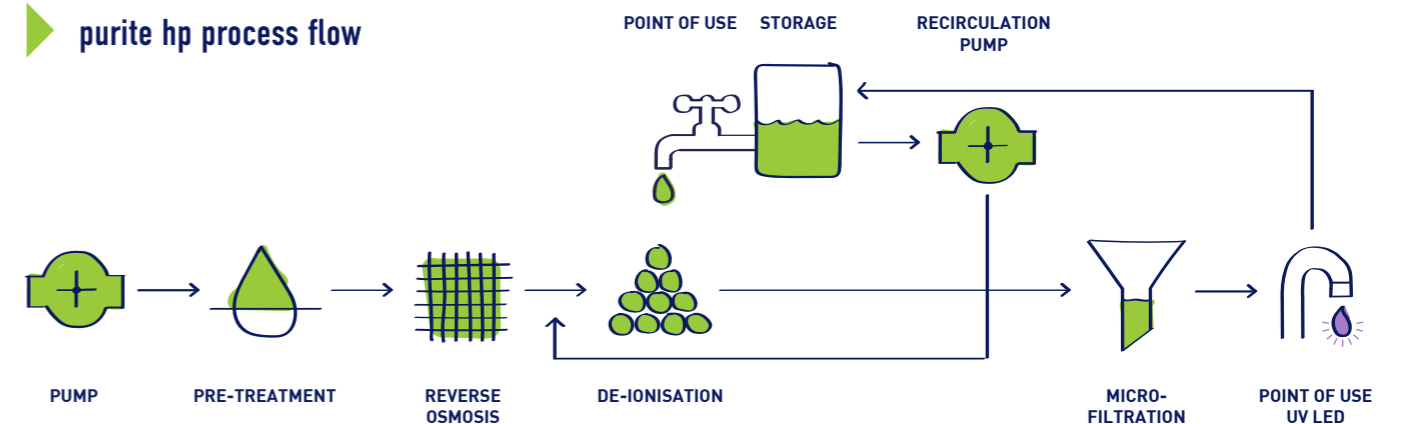 purite hp process flow
POINT OF USE
STORAGE
RECIRCULATION
PUMP
PUMP
PRE-TREATMENT
REVERSE
OSMOSIS
DE-IONISATION
MICRO-
FILTRATION
POINT OF USE
UV LED